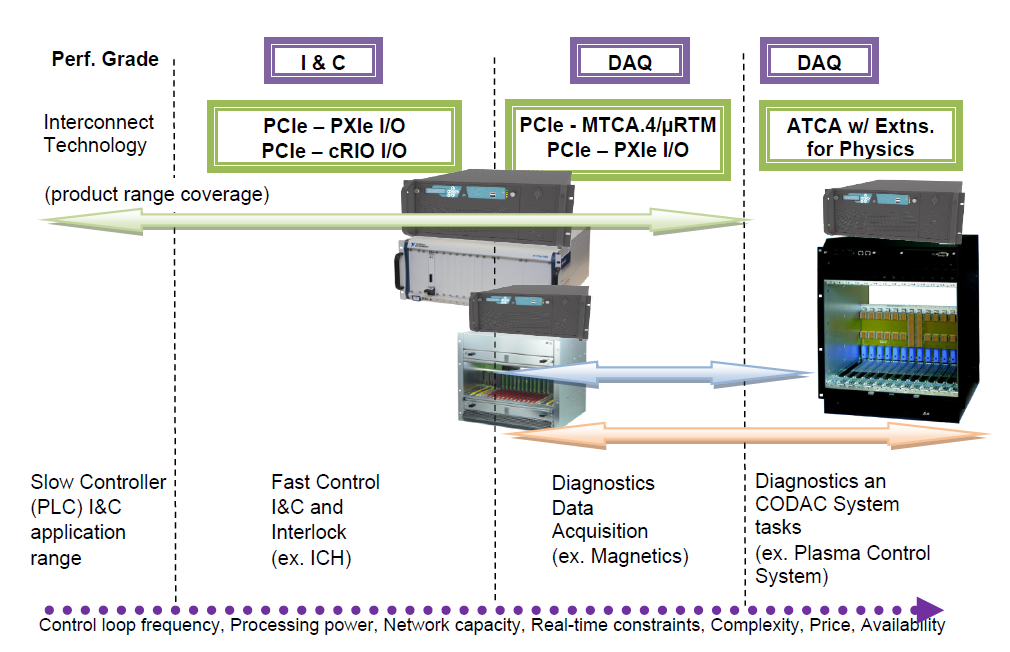 Perf. Grade
I & C
DAQ
DAQ
Interconnect
Technology
PCIe – PXIe I/O
PCIe – cRIO I/O
PCIe - MTCA.4/µRTM
PCIe – PXIe I/O
ATCA w/ Extns.
for Physics
(product range coverage)
Slow Controller
(PLC) I&C
application
range
Fast Control
I&C and
Interlock
(ex. ICH)
Diagnostics
Data
Acquisition
(ex. Magnetics)
Diagnostics an
CODAC System
tasks
(ex. Plasma Control
System)
Control loop frequency, Processing power, Network capacity, Real-time constraints, Complexity, Price, Availability